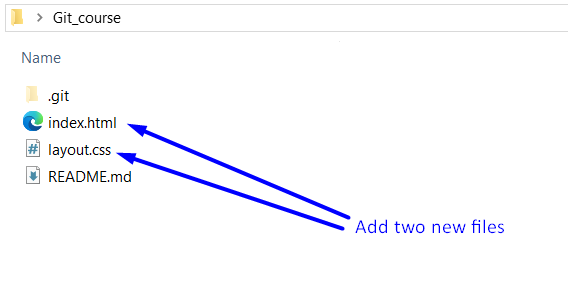 Git_course
Name
.git
index.html
layout.css
README.md
Add two new files